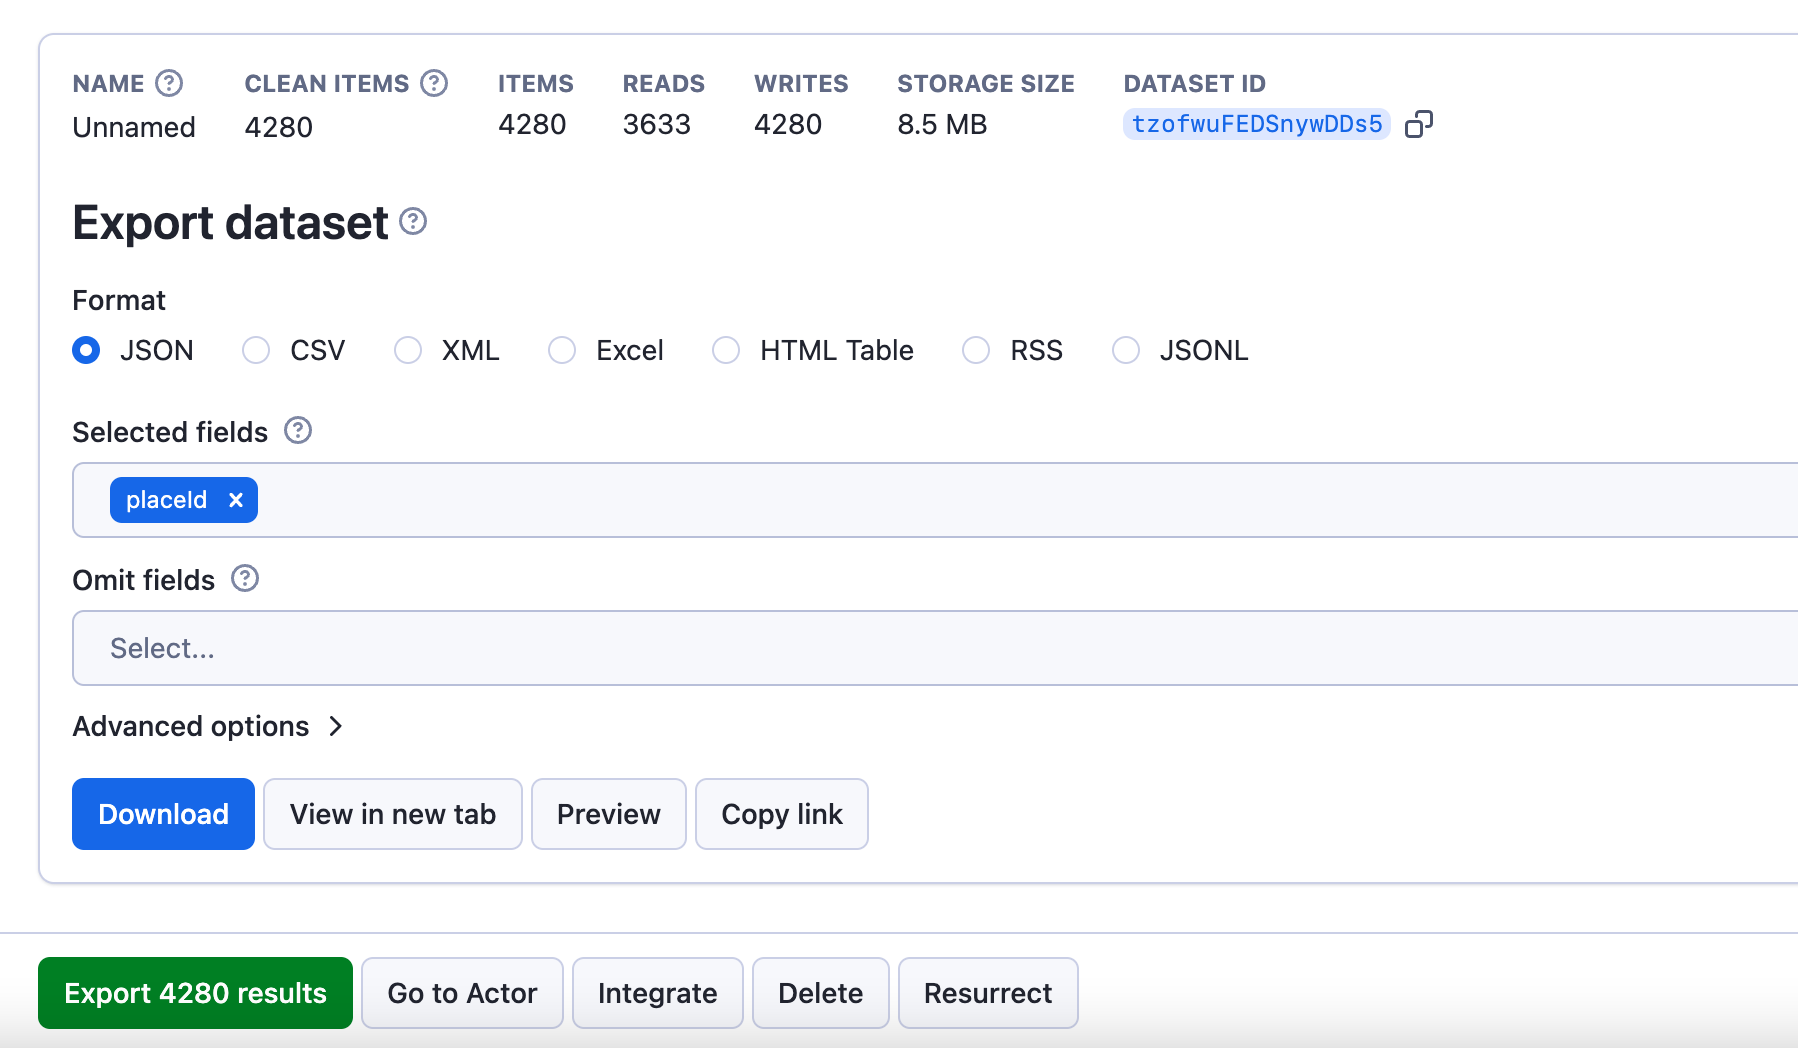 NAME CLEAN ITEMS ITEMS READS WRITES STORAGE SIZE DATASET ID
Unnamed 4280 4280 3633 4280 8.5 MB tzofwuFEDSnywDDs5
Export dataset
Format
JSON CSV XML Excel HTML Table RSS JSONL
Selected fields
placeId ×
Omit fields
Select...
Advanced options
Download View in new tab Preview Copy link
Export 4280 results Go to Actor Integrate Delete Resurrect